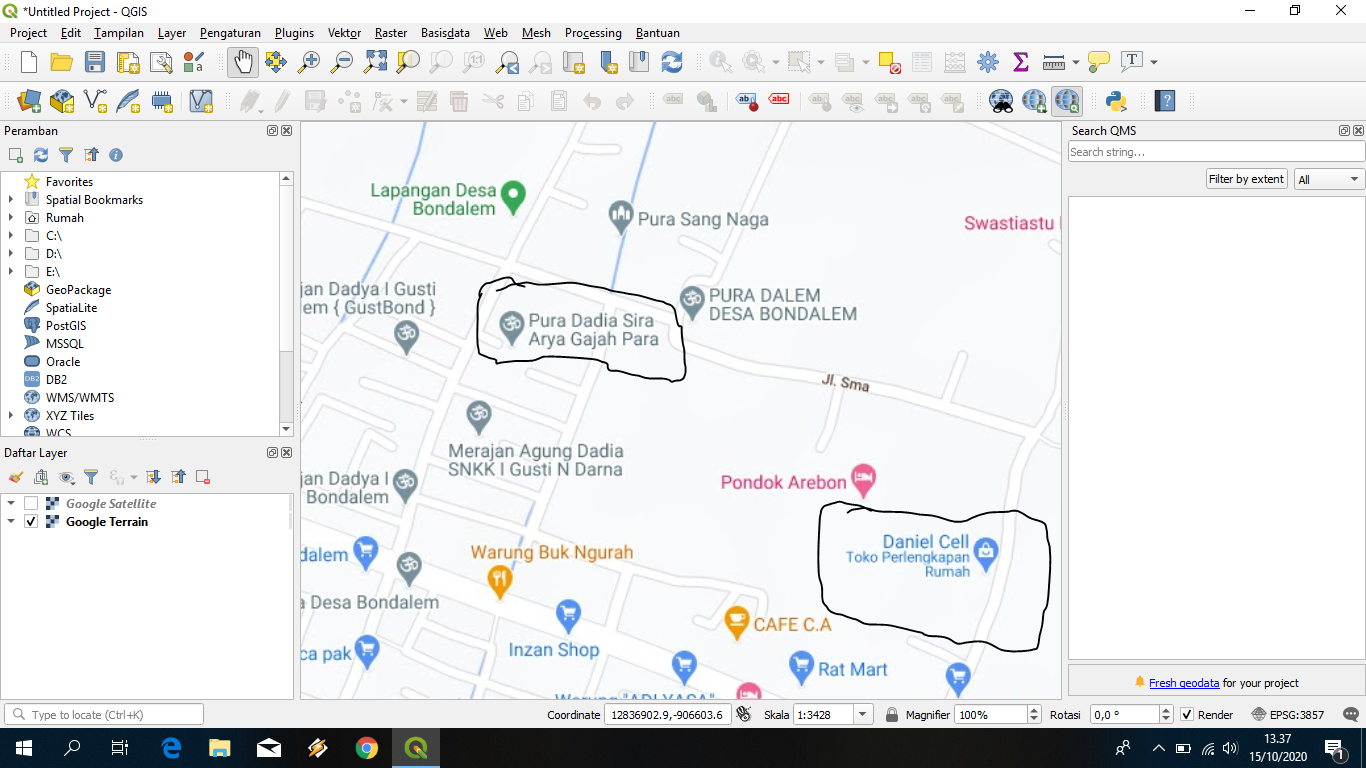 *Untitled Project - QGIS
Project Edit Tampilan Layer Pengaturan Plugins Vektor Raster Basisdata Web Mesh Processing Bantuan
Peramban
Favorites
Spatial Bookmarks
Rumah
C:\
D:\
E:\
GeoPackage
SpatiaLite
PostGIS
MSSQL
Oracle
DB2
DB2
WMS/WMTS
XYZ Tiles
WCS
Daftar Layer
Google Satellite
Google Terrain
Lapangan Desa
Bondalem
Pura Sang Naga
Swastiastu
jan Dadya I Gusti
em { GustBond }
PURA DALEM
DESA BONDALEM
Pura Dadia Sira
Arya Gajah Para
Jl. Sma
Merajan Agung Dadia
SNKK I Gusti N Darna
jan Dadya I
Bondalem
Pondok Arebon
Daniel Cell
Toko Perlengkapan
Rumah
dalem
Warung Buk Ngurah
a Desa Bondalem
CAFE C.A
Inzan Shop
ca pak
Rat Mart
Warung "ADI YASA"
Search QMS
Search string...
Filter by extent
All
Fresh geodata for your project
Type to locate (Ctrl+K)
Coordinate 12836902.9,-906603.6 Skala 1:3428 Magnifier 100% Rotasi 0,0 ° Render EPSG:3857
13.37
15/10/2020
1